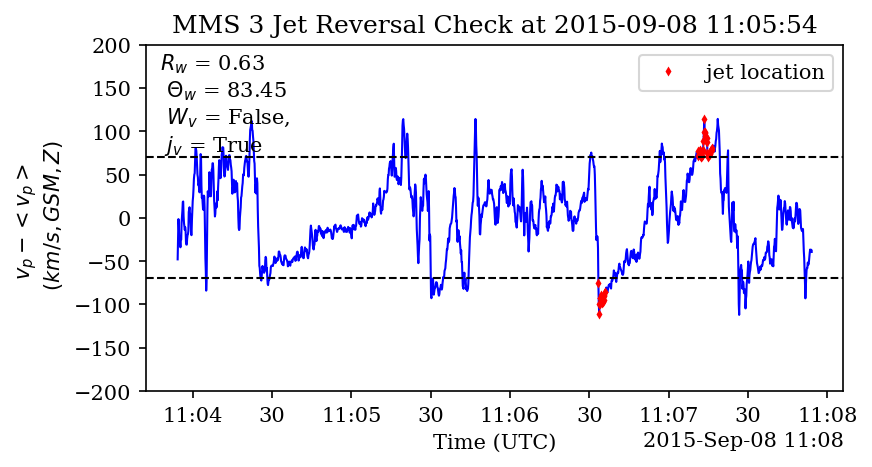 MMS 3 Jet Reversal Check at 2015-09-08 11:05:54
200
150
100
50
0
−50
−100
−150
−200
v_p − <v_p>
(km/s, GSM, Z)
R_w = 0.63
Θ_w = 83.45
W_v = False,
j_v = True
jet location
11:04 30 11:05 30 11:06 30 11:07 30 11:08
Time (UTC)
2015-Sep-08 11:08